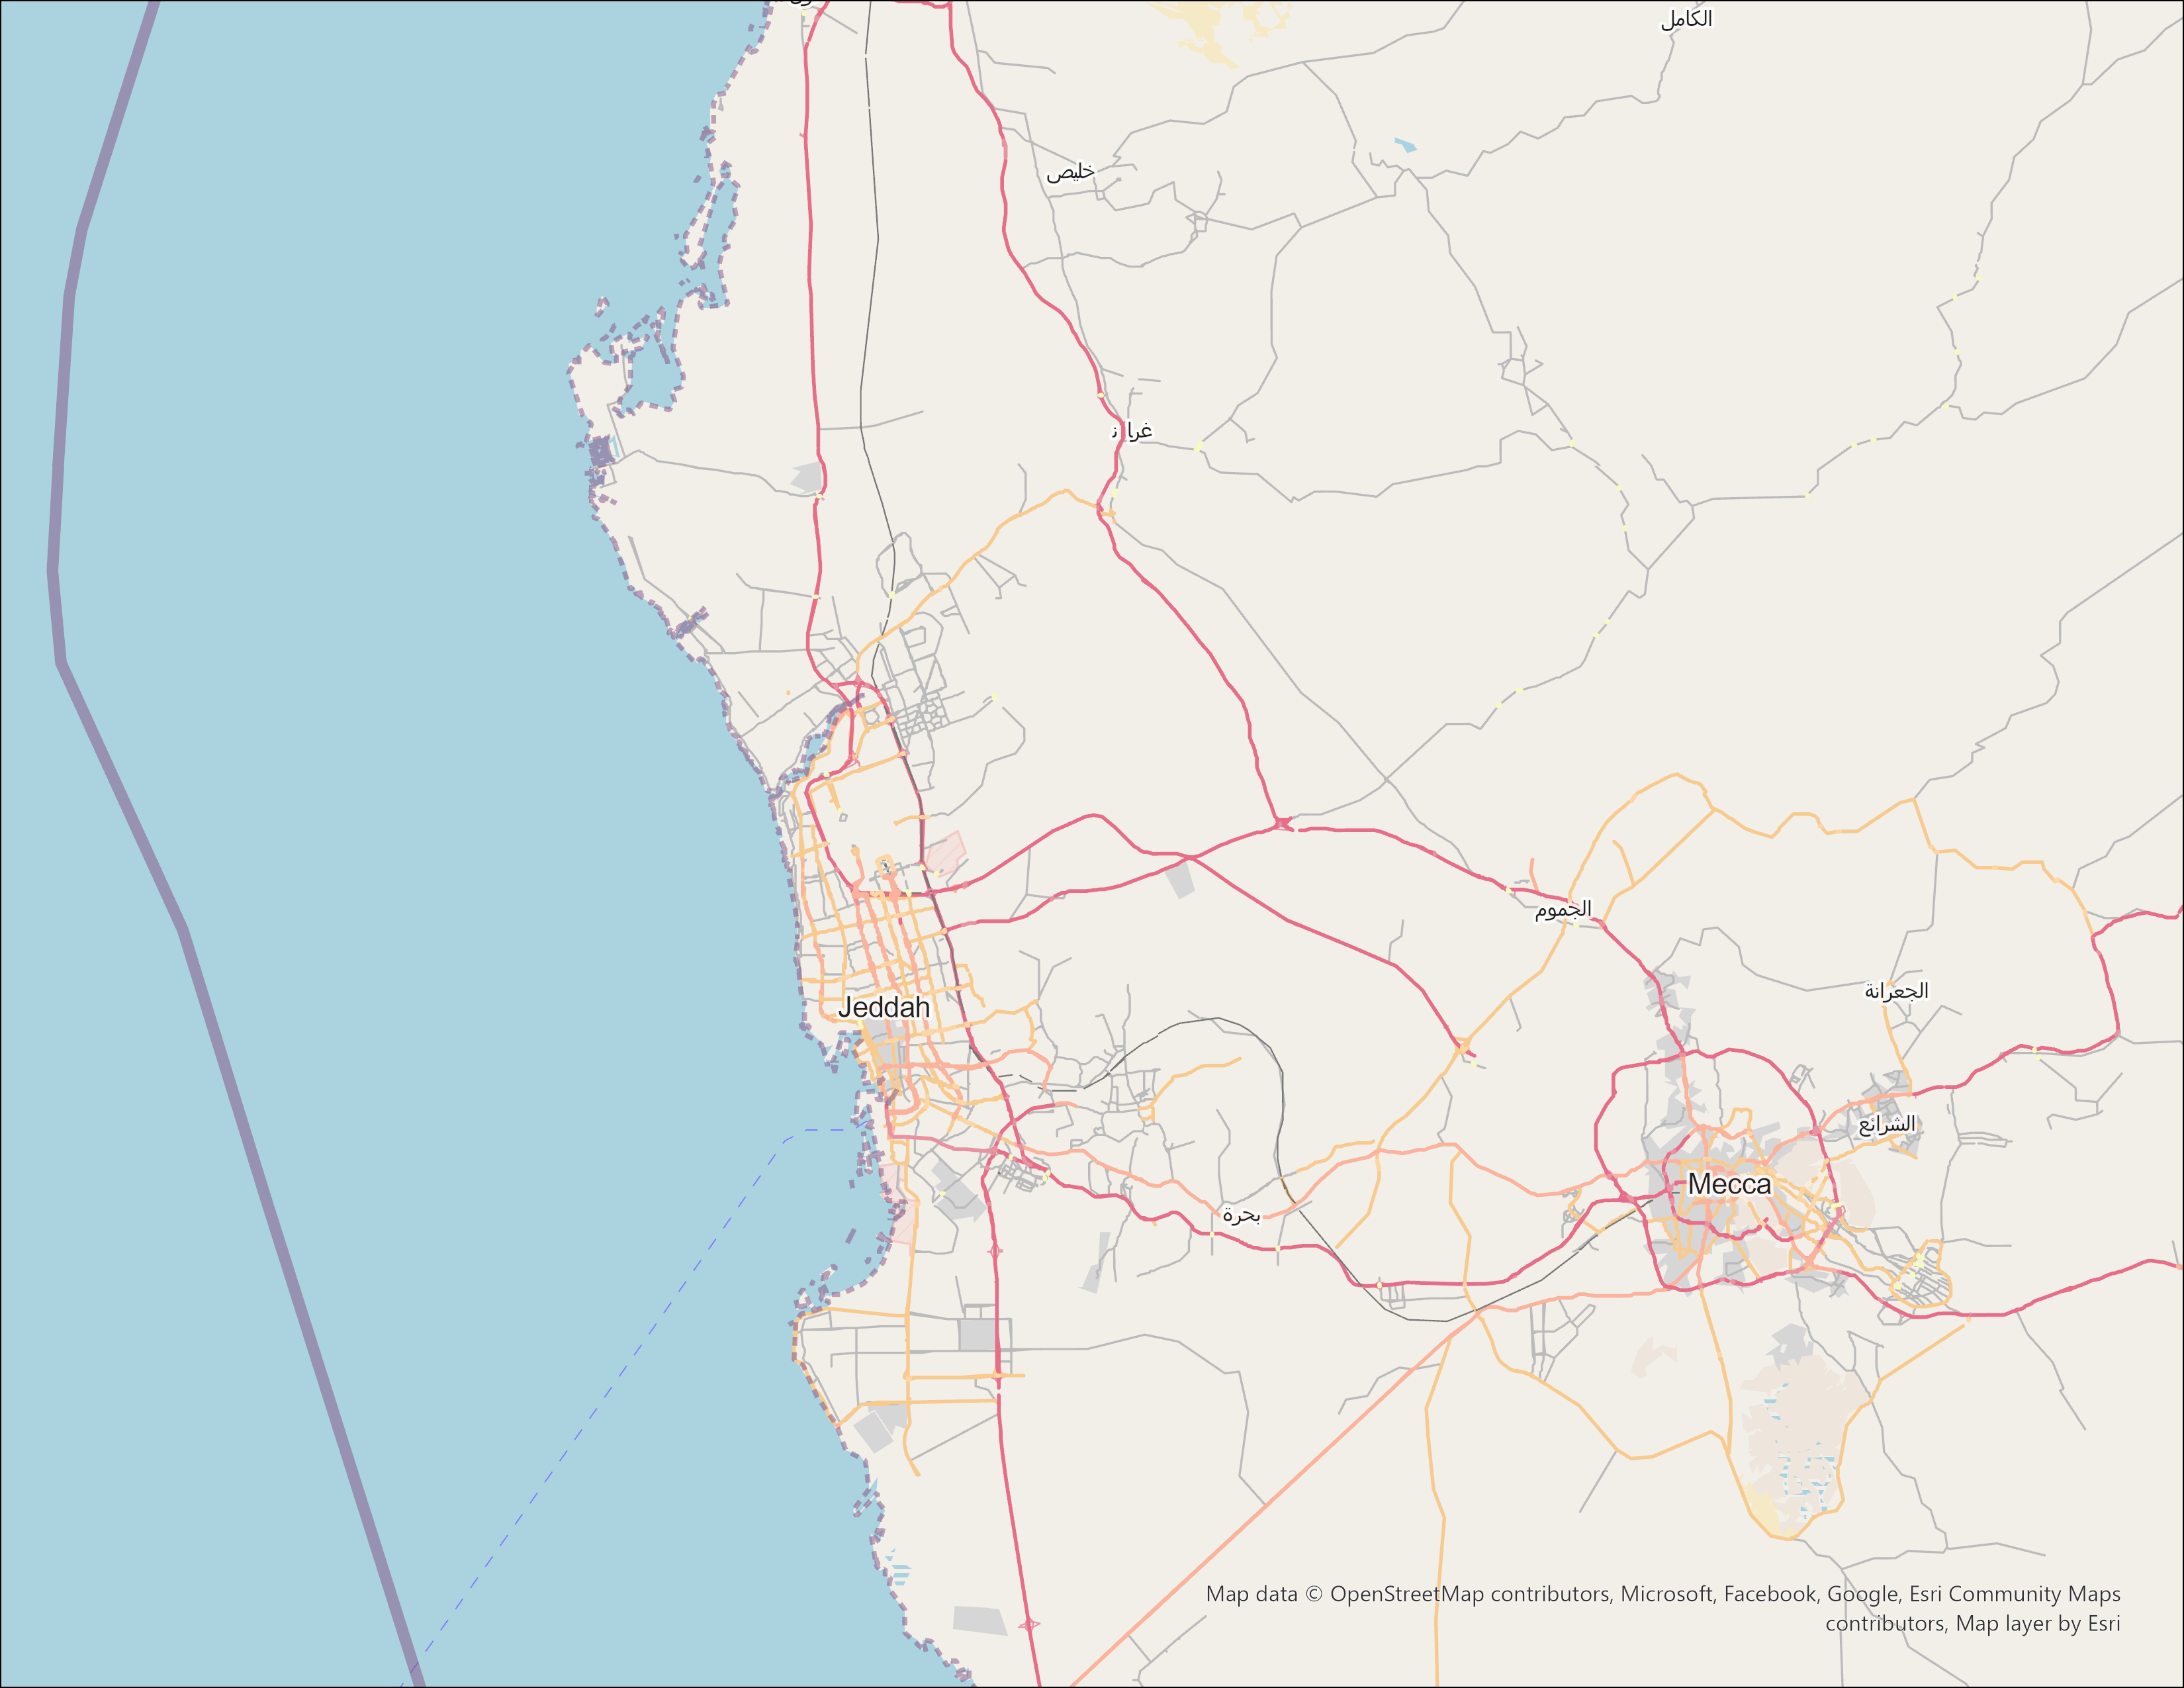 الكامل
خليص
Jeddah
الجموم
الجعرانة
الشرائع
Mecca
بحرة
Map data © OpenStreetMap contributors, Microsoft, Facebook, Google, Esri Community Maps
contributors, Map layer by Esri